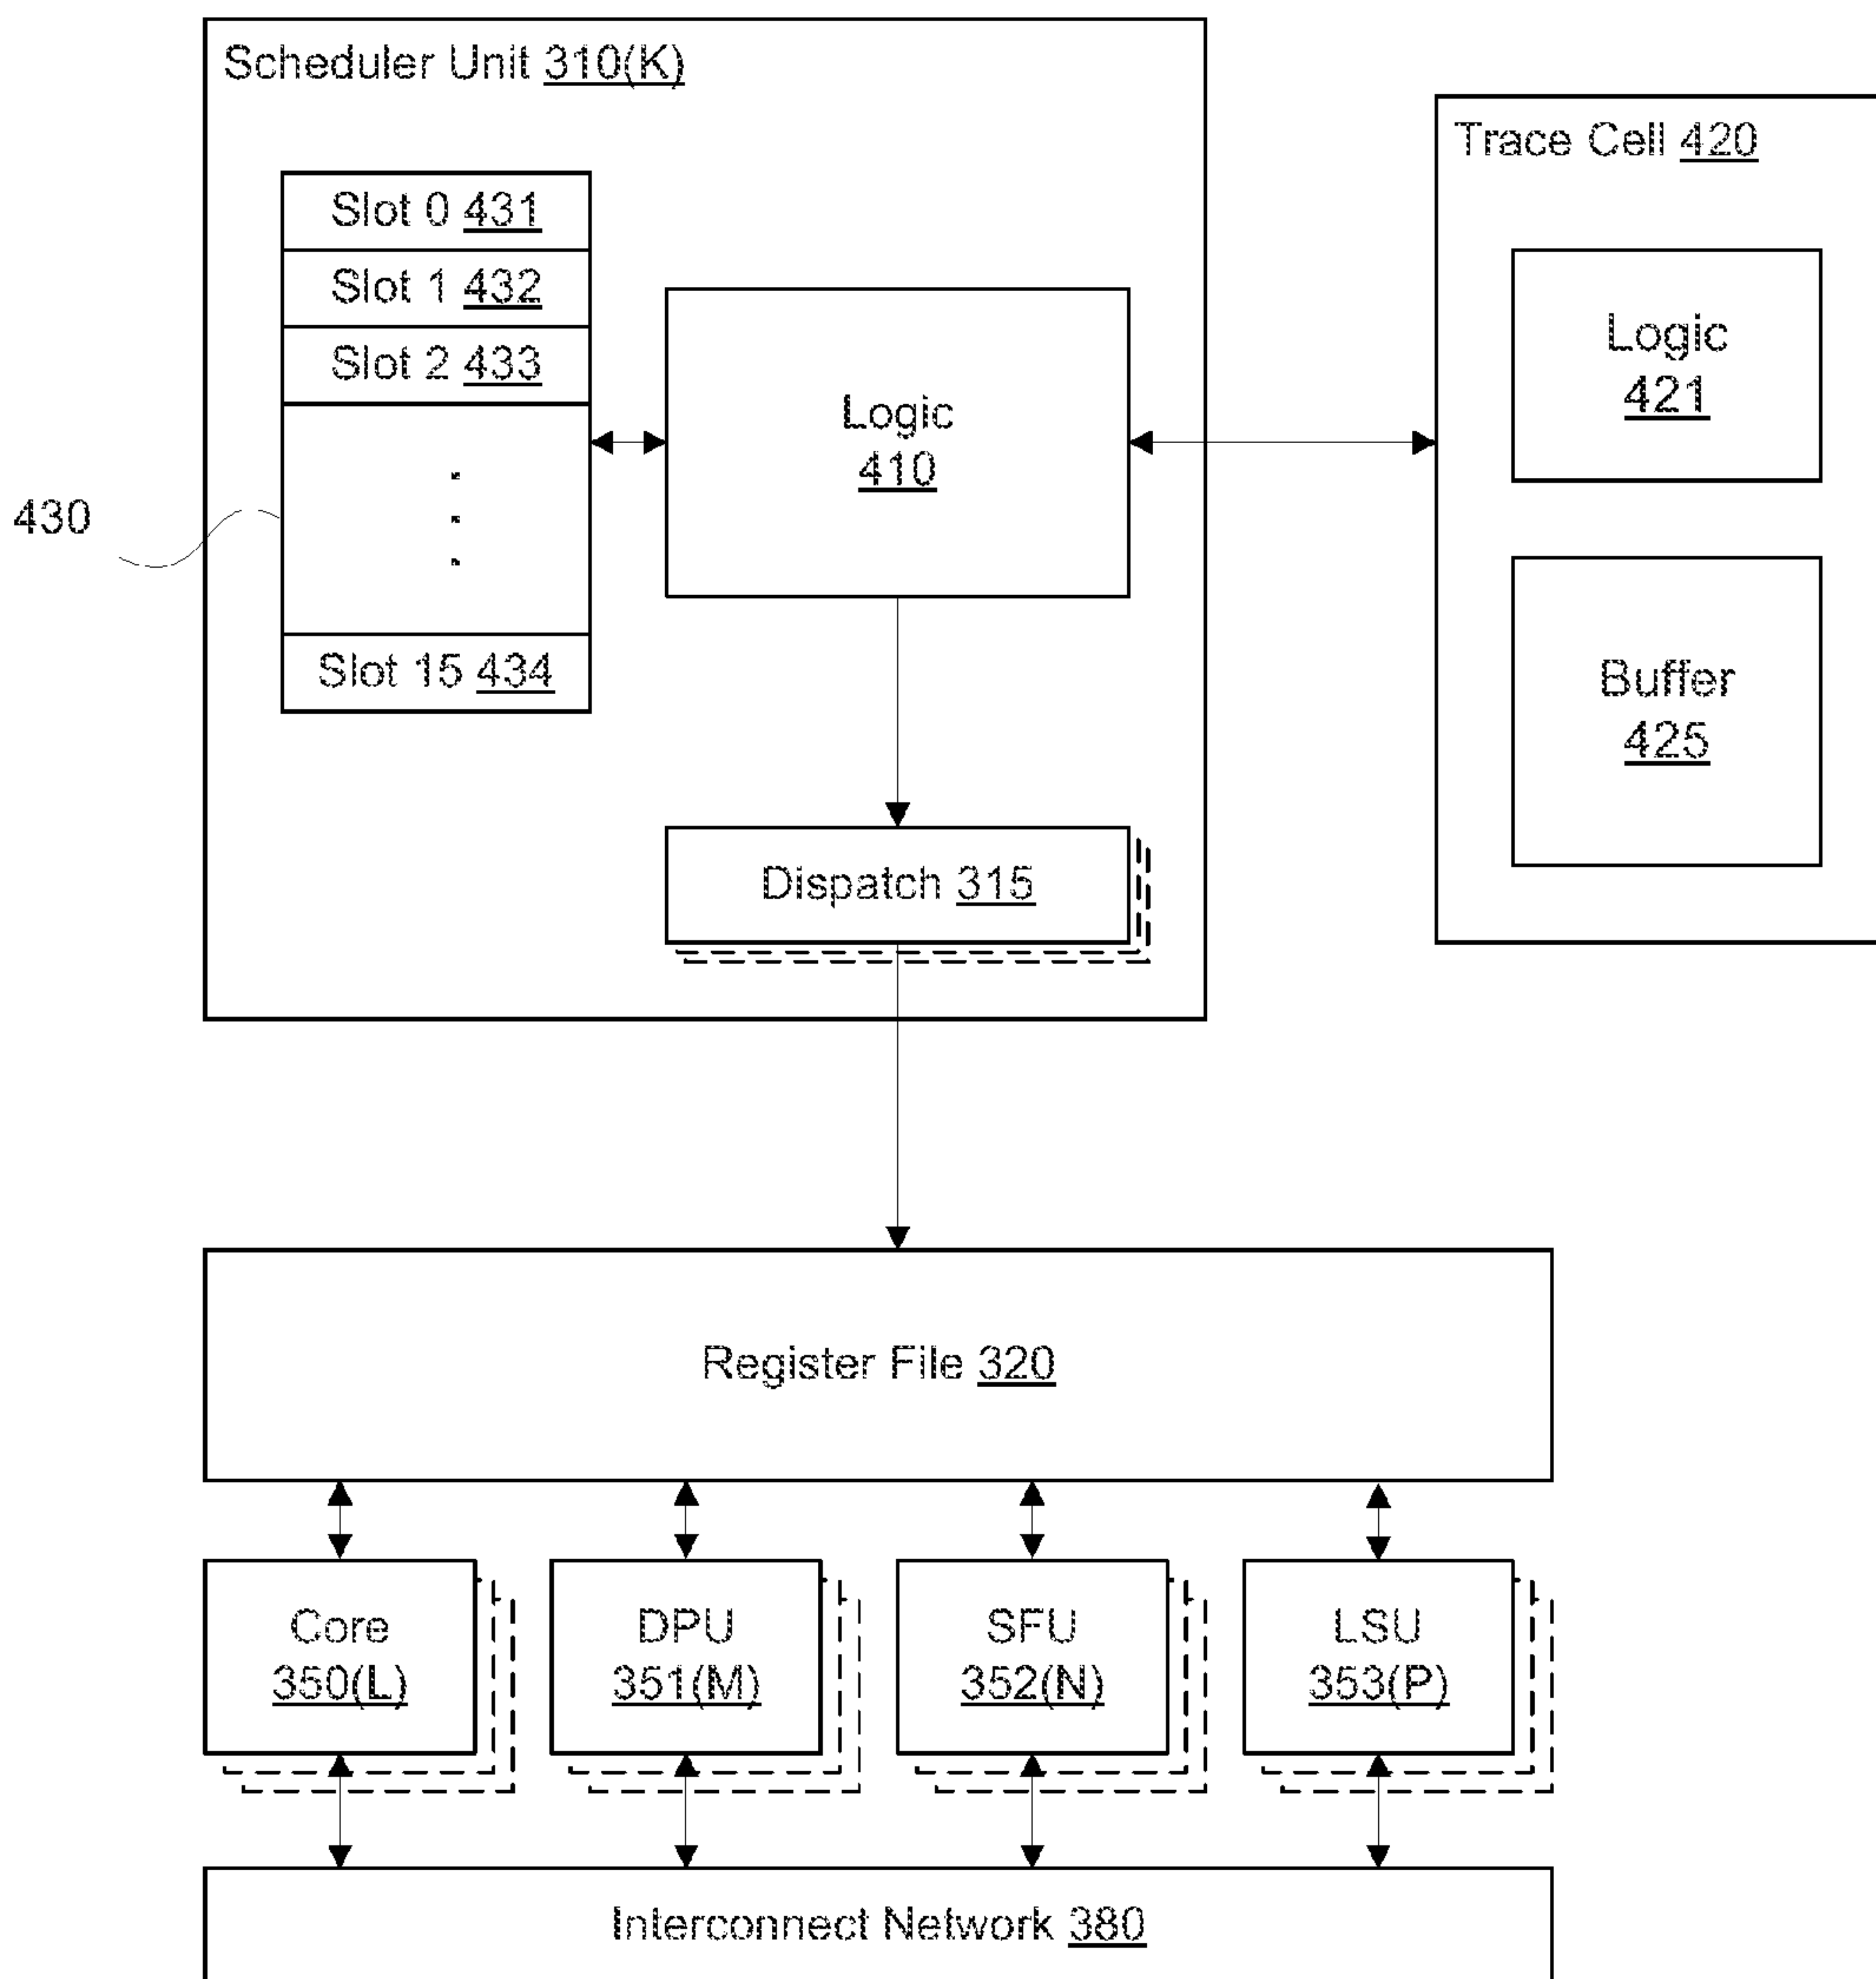 Scheduler Unit 310(K)
Trace Cell 420
Slot 0 431
Slot 1 432
Slot 2 433
Logic
410
Logic
421
430
Slot 15 434
Buffer
425
Dispatch 315
Register File 320
Core
350(L)
DPU
351(M)
SFU
352(N)
LSU
353(P)
Interconnect Network 380